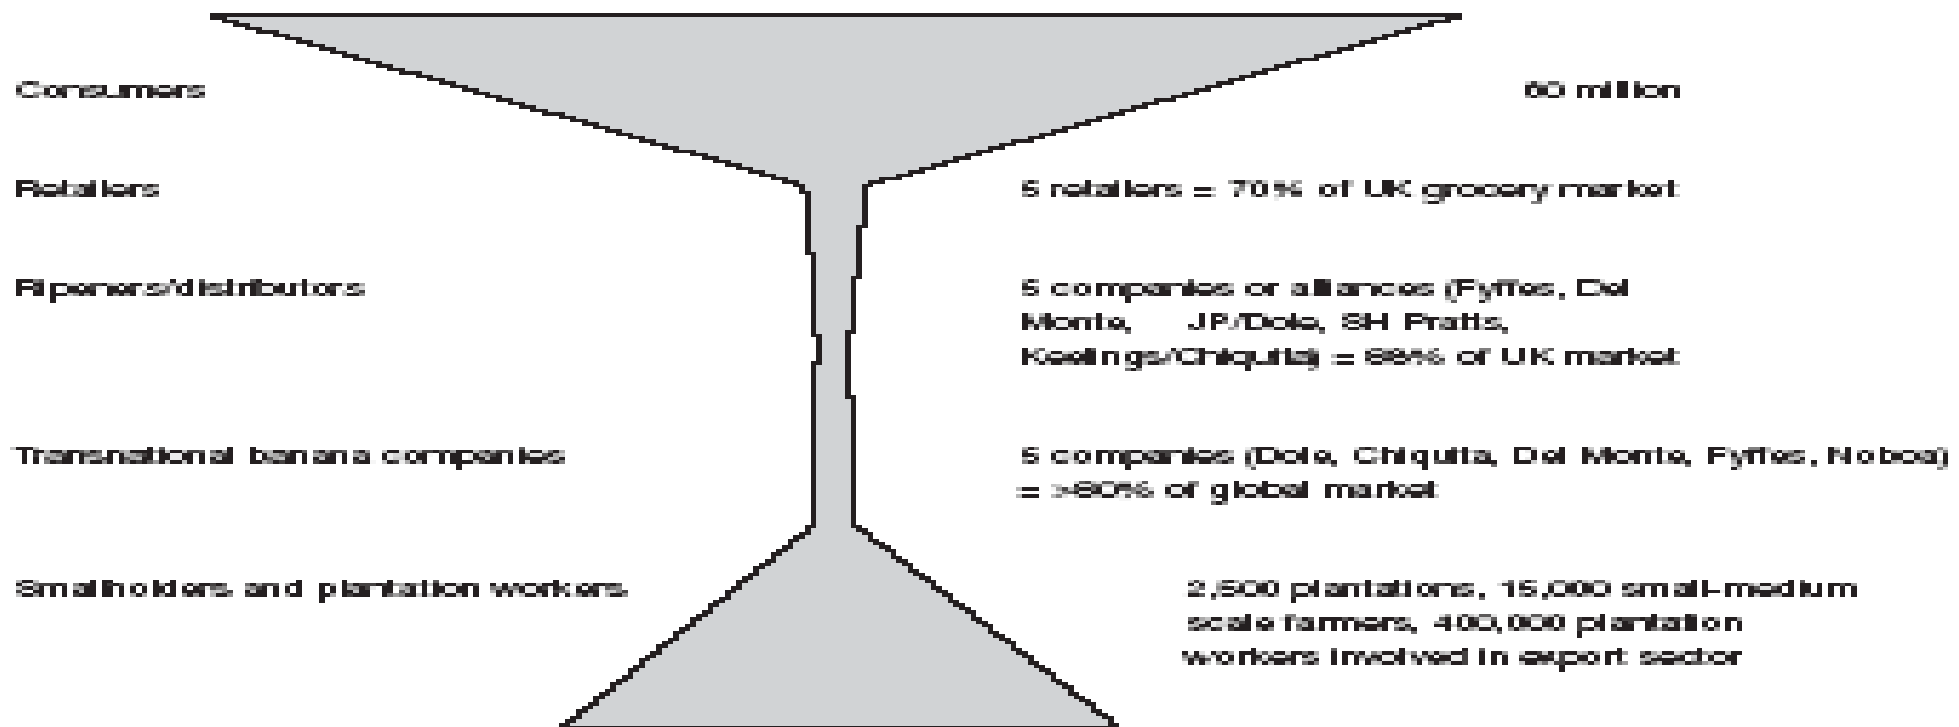 Consumers 60 million
Retailers 5 retailers = 70% of UK grocery market
Ripeners/distributors 5 companies or alliances (Fyffes, Del
Monte, JP/Dole, SH Pratts,
Keelings/Chiquita) = 88% of UK market
Transnational banana companies 5 companies (Dole, Chiquita, Del Monte, Fyffes, Noboa)
= >80% of global market
Smallholders and plantation workers 2,500 plantations, 15,000 small-medium
scale farmers, 400,000 plantation
workers involved in export sector